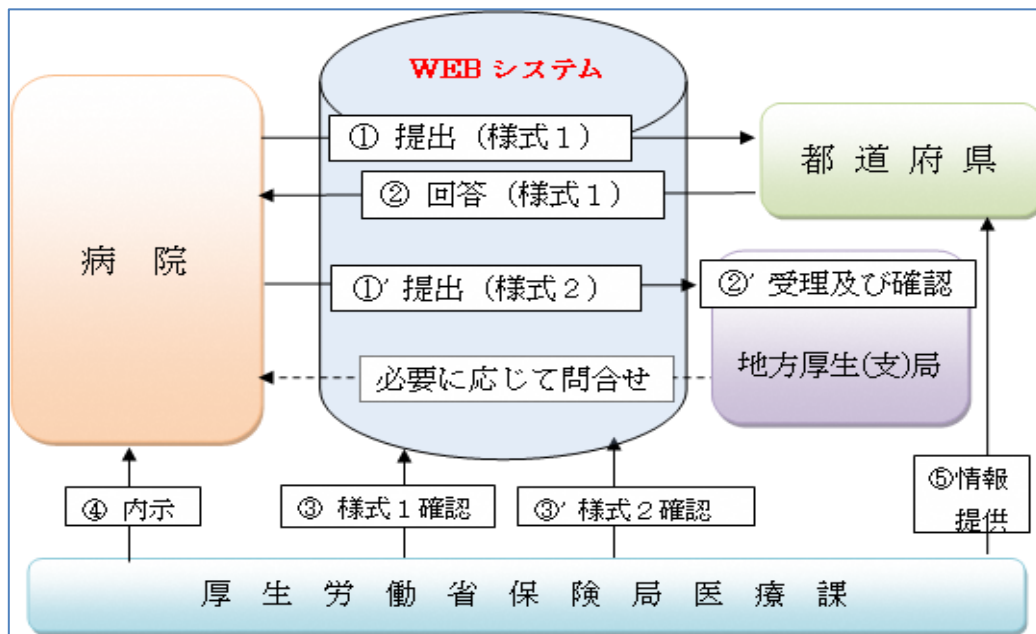 WEB システム
① 提出（様式１）
都 道 府 県
② 回答（様式１）
病 院
①’ 提出（様式２）
②’ 受理及び確認
地方厚生(支)局
必要に応じて問合せ
④ 内示
③ 様式１確認
③’ 様式２確認
⑤’情報
提供
厚 生 労 働 省 保 険 局 医 療 課